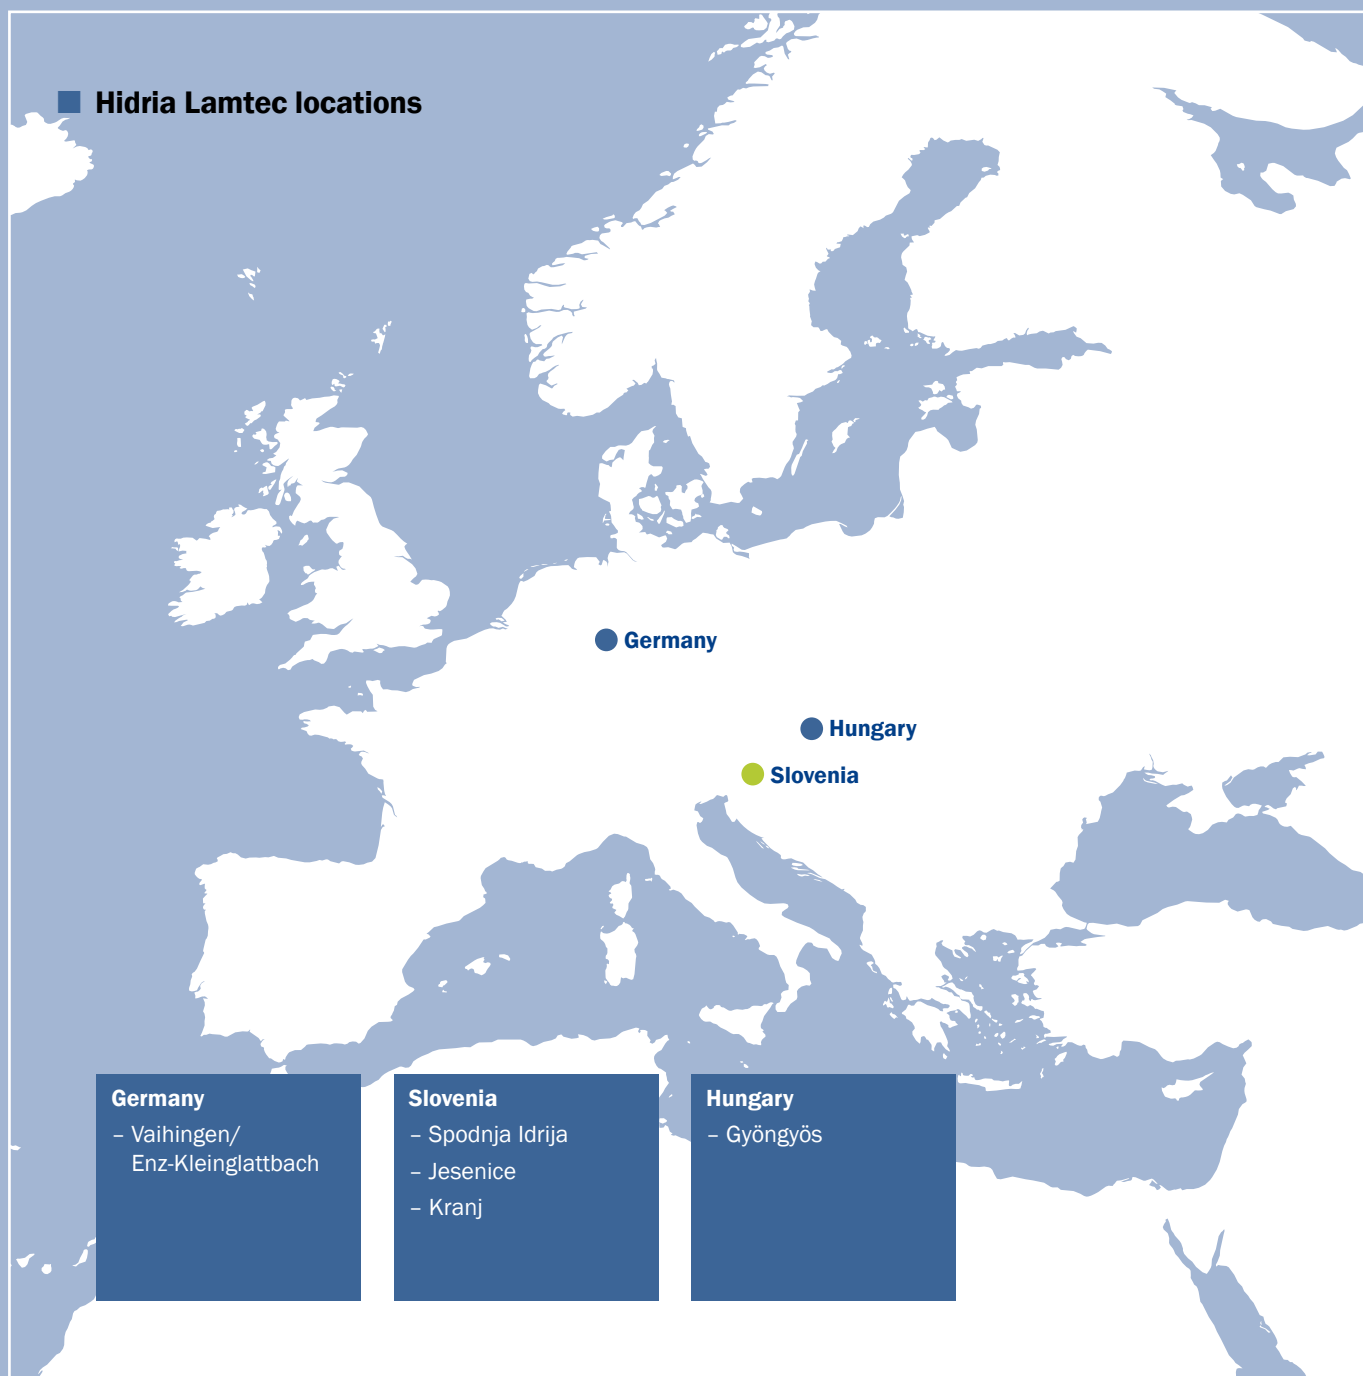 Hidria Lamtec locations
Germany
Hungary
Slovenia
Germany
– Vaihingen/
Enz-Kleinglattbach
Slovenia
– Spodnja Idrija
– Jesenice
– Kranj
Hungary
– Gyöngyös